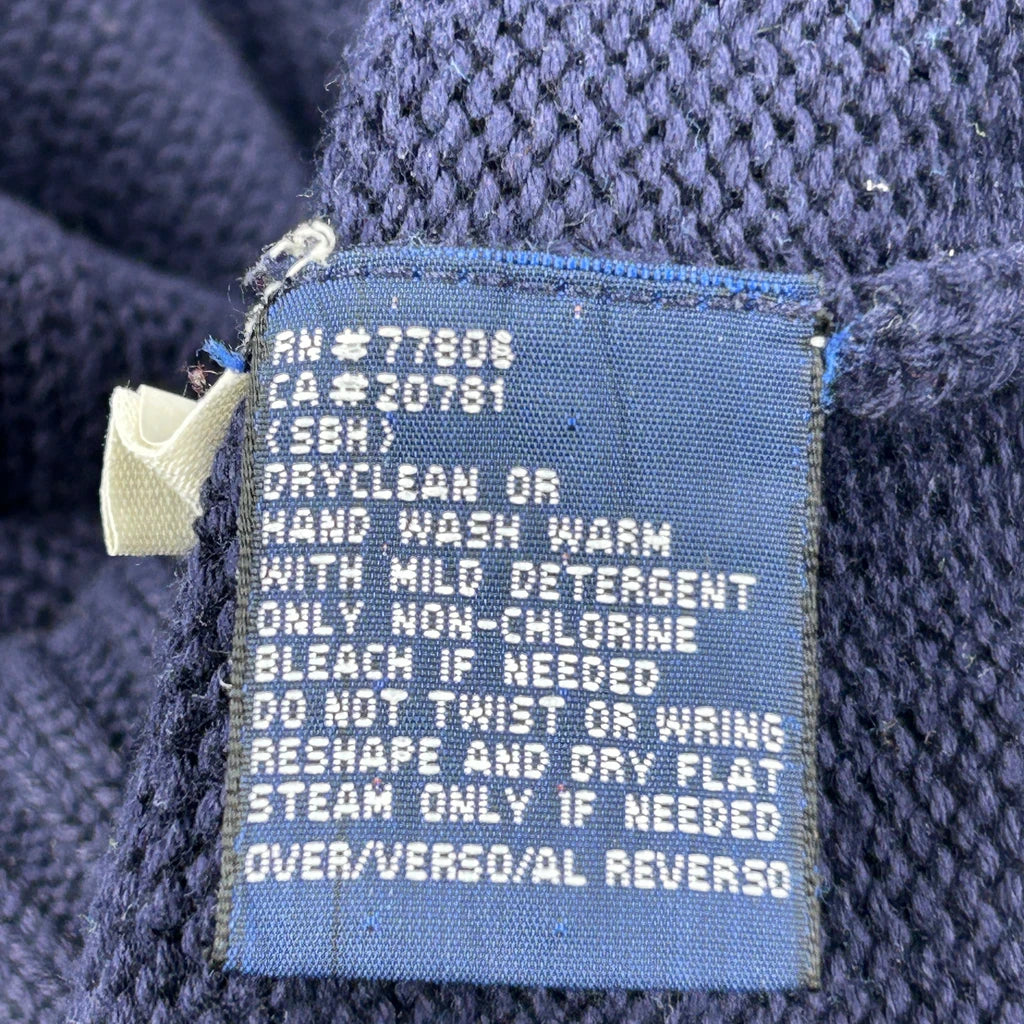 RN #77806
CA #20781
(SBH)
DRYCLEAN OR
HAND WASH WARM
WITH MILD DETERGENT
ONLY NON-CHLORINE
BLEACH IF NEEDED
DO NOT TWIST OR WRING
RESHAPE AND DRY FLAT
STEAM ONLY IF NEEDED
OVER/VERSO/AL REVERSO